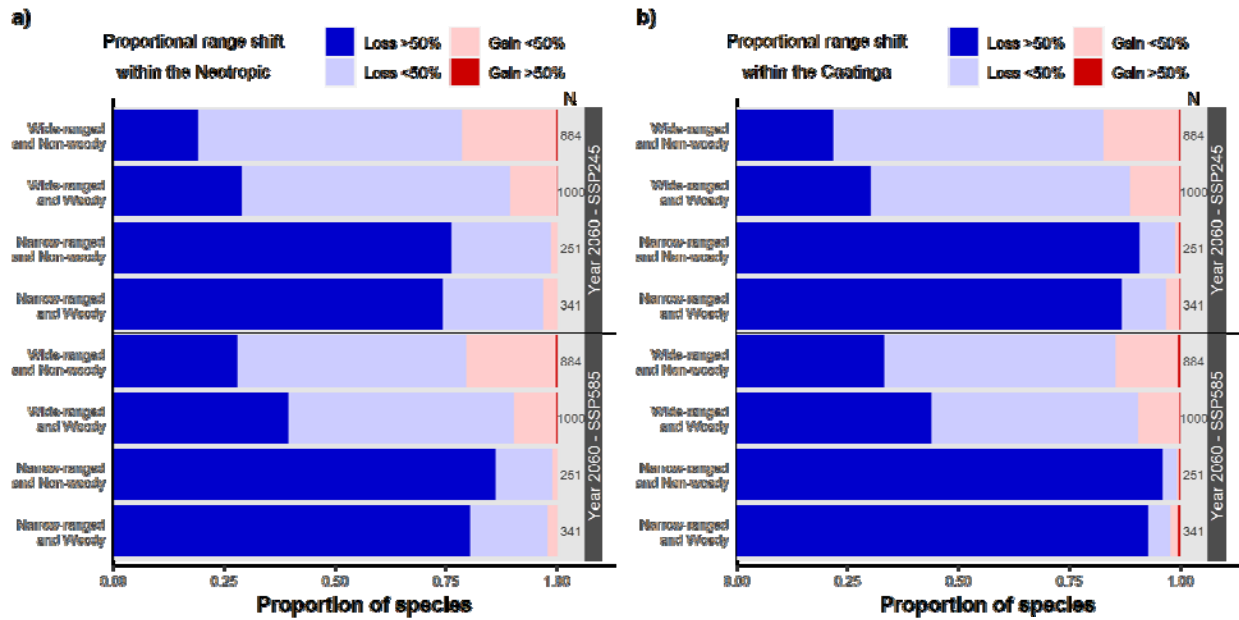 a)
Proportional range shift
within the Neotropic
Loss >50%
Loss <50%
Gain <50%
Gain >50%
N
Wide-ranged
and Non-woody
884
Wide-ranged
and Woody
1000
Narrow-ranged
and Non-woody
251
Narrow-ranged
and Woody
341
Year 2060 - SSP245
Wide-ranged
and Non-woody
884
Wide-ranged
and Woody
1000
Narrow-ranged
and Non-woody
251
Narrow-ranged
and Woody
341
Year 2060 - SSP585
0.00 0.25 0.50 0.75 1.00
Proportion of species
b)
Proportional range shift
within the Caatinga
Loss >50%
Loss <50%
Gain <50%
Gain >50%
N
Wide-ranged
and Non-woody
884
Wide-ranged
and Woody
1000
Narrow-ranged
and Non-woody
251
Narrow-ranged
and Woody
341
Year 2060 - SSP245
Wide-ranged
and Non-woody
884
Wide-ranged
and Woody
1000
Narrow-ranged
and Non-woody
251
Narrow-ranged
and Woody
341
Year 2060 - SSP585
0.00 0.25 0.50 0.75 1.00
Proportion of species